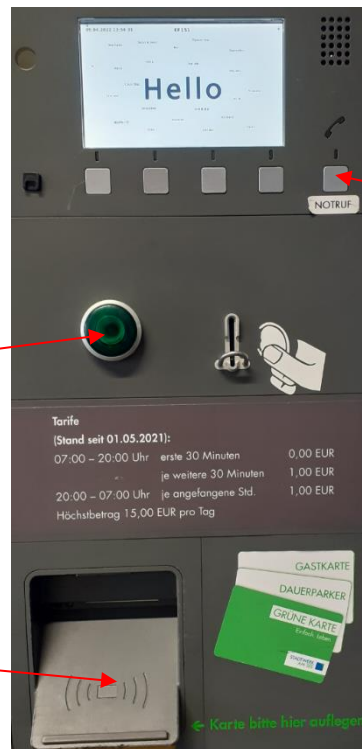 Hello
NOTRUF
Tarife
(Stand seit 01.05.2021):
07:00 – 20:00 Uhr erste 30 Minuten 0,00 EUR
" je weitere 30 Minuten 1,00 EUR
20:00 – 07:00 Uhr je angefangene Std. 1,00 EUR
Höchstbetrag 15,00 EUR pro Tag
GASTKARTE
DAUERPARKER
GRÜNE KARTE
Einfach. leben.
← Karte bitte hier auflegen